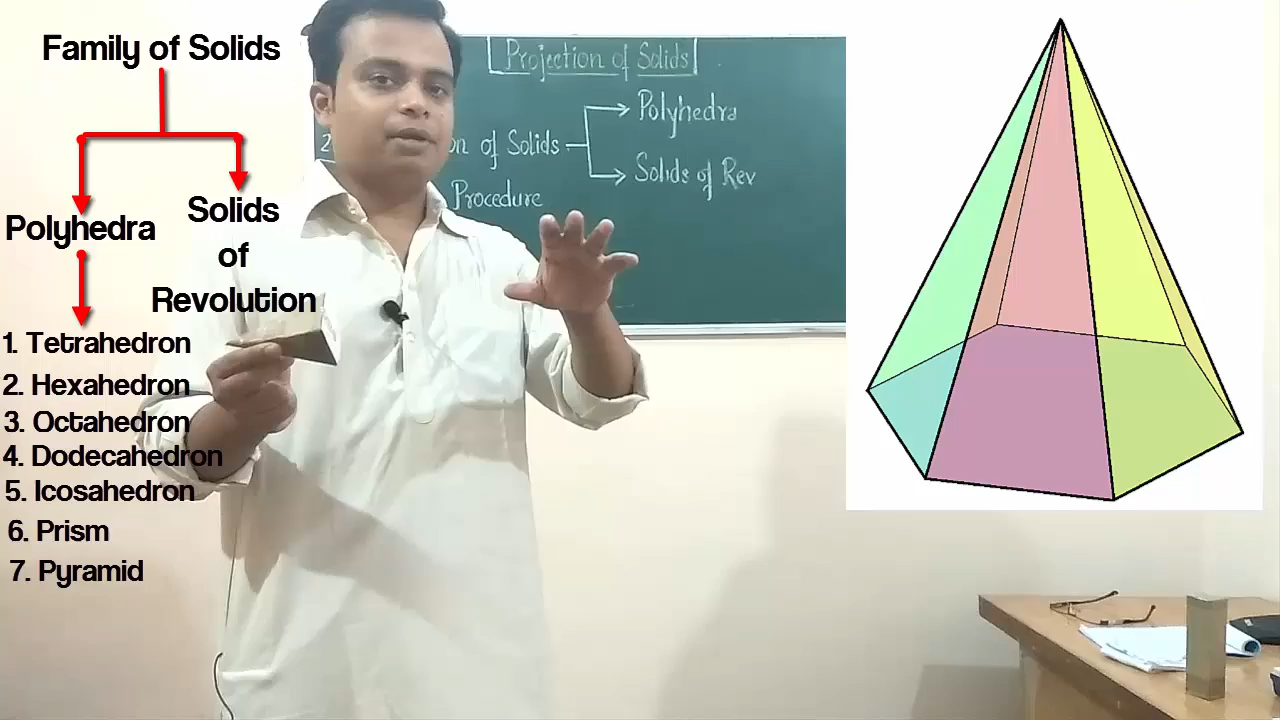 Family of Solids
Polyhedra
Solids
of
Revolution
1. Tetrahedron
2. Hexahedron
3. Octahedron
4. Dodecahedron
5. Icosahedron
6. Prism
7. Pyramid
Projection of Solids
2
of Solids
Polyhedra
Solids of Rev
Procedure